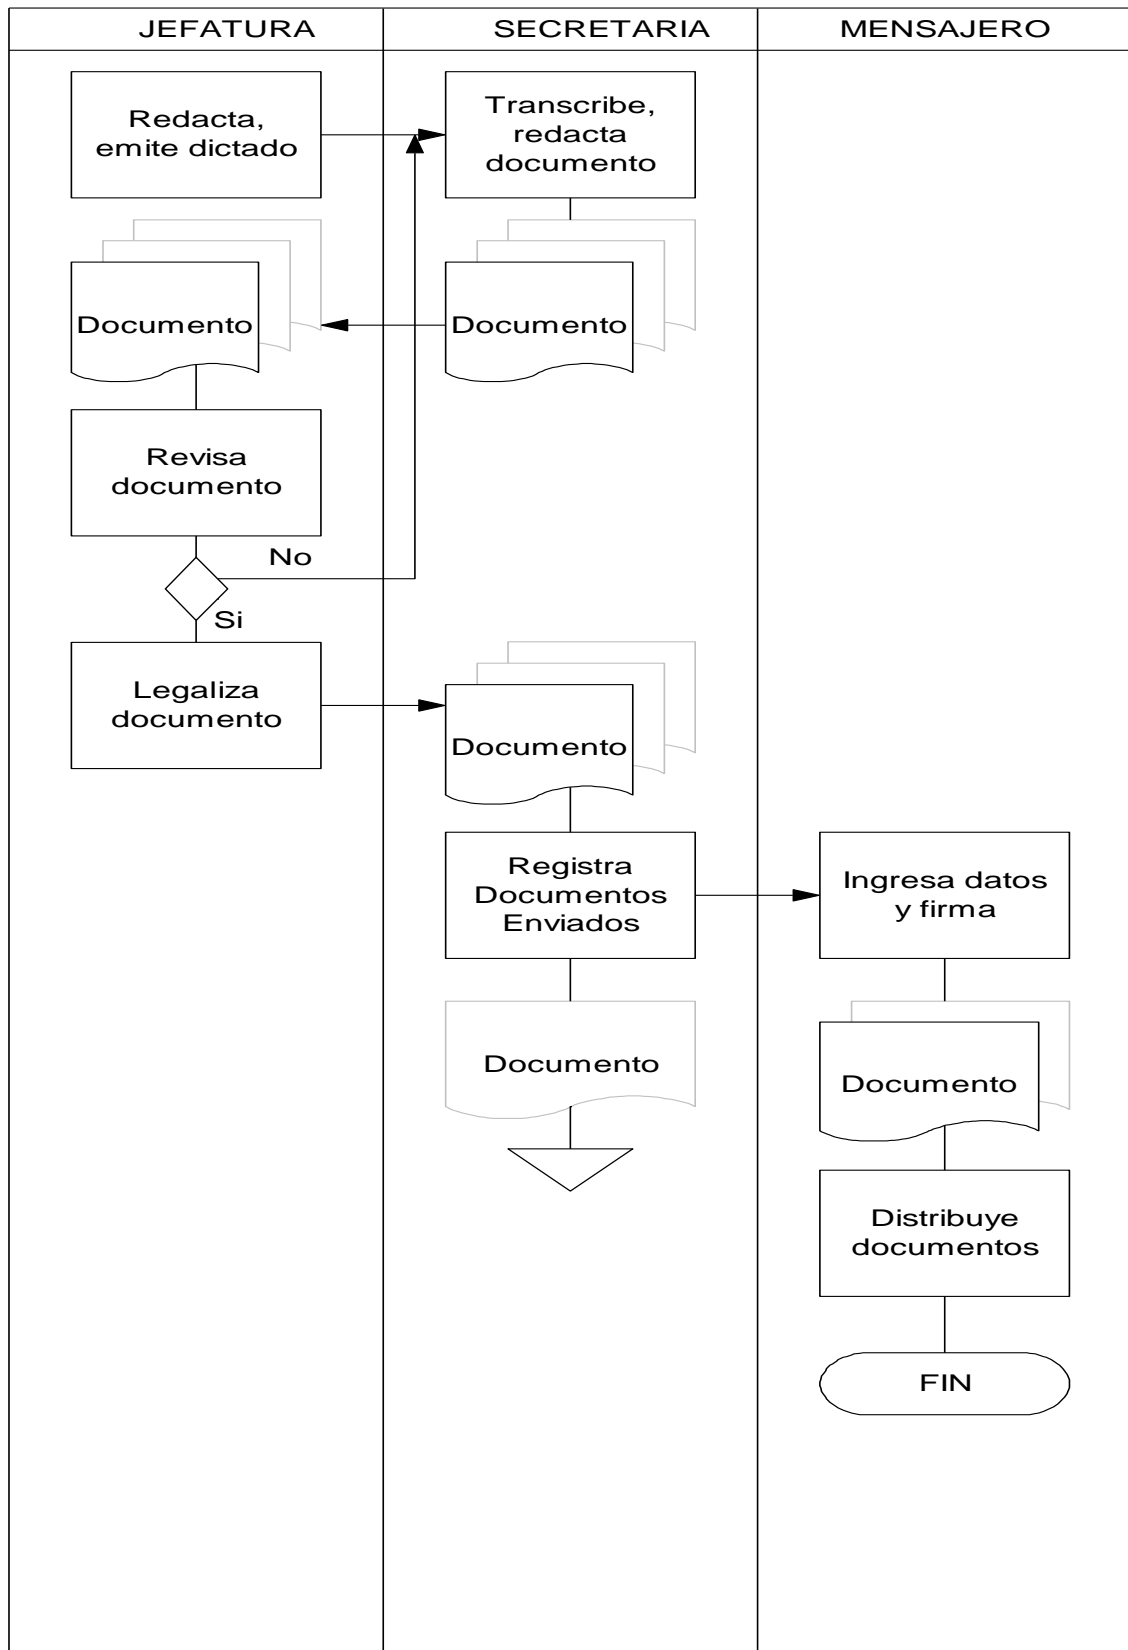 JEFATURA
SECRETARIA
MENSAJERO
Redacta,
emite dictado
Transcribe,
redacta
documento
Documento
Documento
Revisa
documento
No
Si
Legaliza
documento
Documento
Registra
Documentos
Enviados
Ingresa datos
y firma
Documento
Documento
Distribuye
documentos
FIN